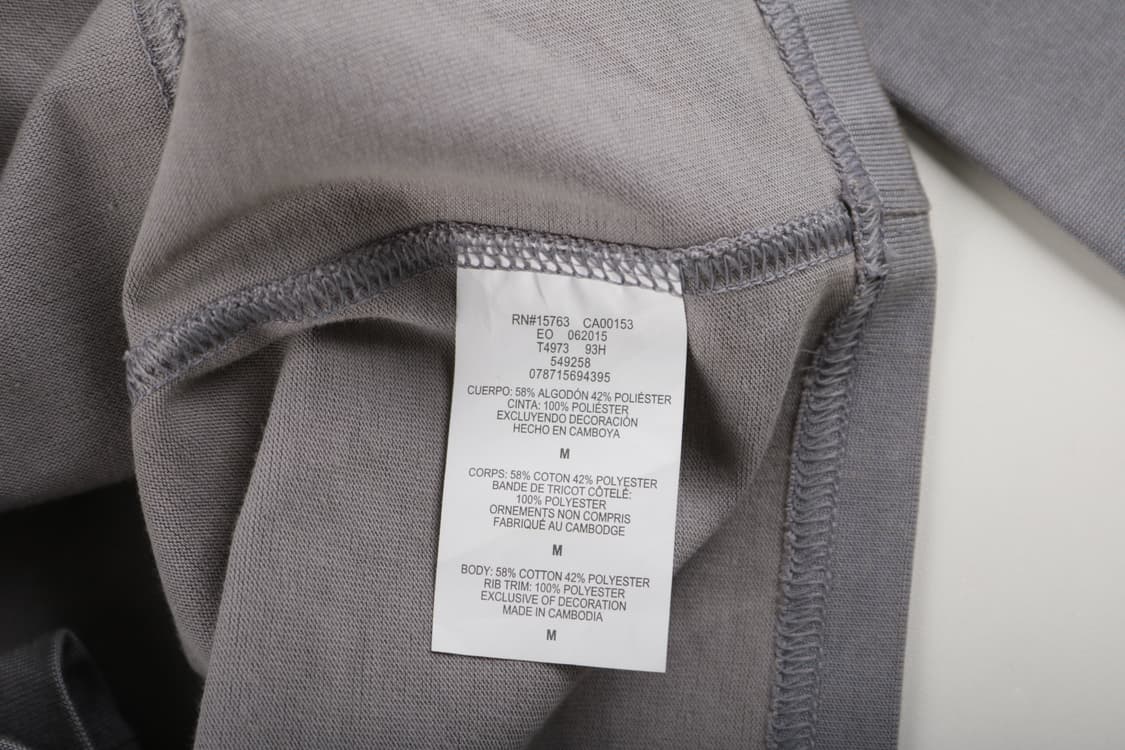 RN#15763 CA00153
EO 062015
T4973 93H
549258
078715694395
CUERPO: 58% ALGODÓN 42% POLIÉSTER
CINTA: 100% POLIÉSTER
EXCLUYENDO DECORACIÓN
HECHO EN CAMBOYA
M
CORPS: 58% COTON 42% POLYESTER
BANDE DE TRICOT CÔTELÊ:
100% POLYESTER
ORNEMENTS NON COMPRIS
FABRIQUÉ AU CAMBODGE
M
BODY: 58% COTTON 42% POLYESTER
RIB TRIM: 100% POLYESTER
EXCLUSIVE OF DECORATION
MADE IN CAMBODIA
M